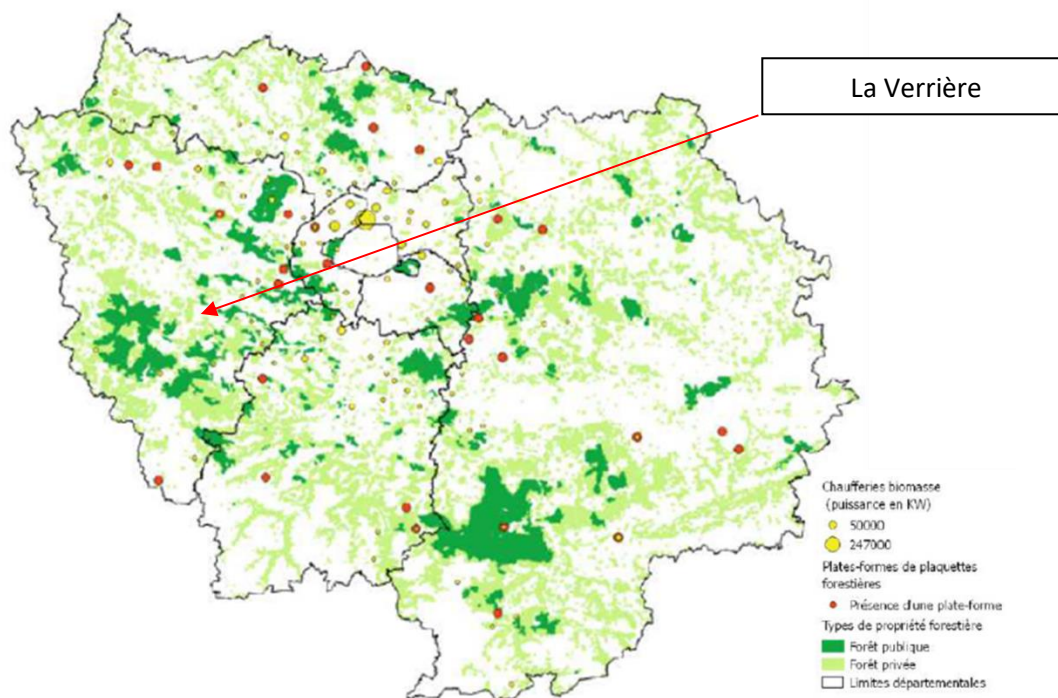 La Verrière
Chaufferies biomasse
(puissance en KW)
50000
247000
Plates-formes de plaquettes
forestières
Présence d'une plate-forme
Types de propriété forestière
Forêt publique
Forêt privée
Limites départementales